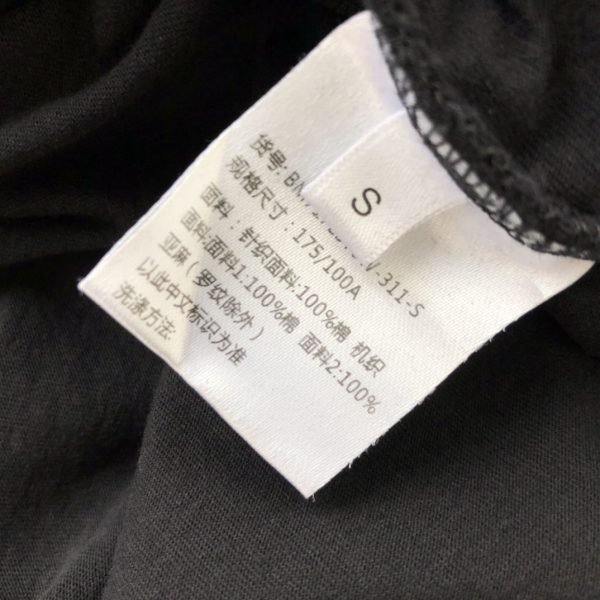 S
货号: BM
V-311-S
规格尺寸：175/100A
面料：针织面料:100%棉 机织
面料:面料1:100%棉 面料2:100%
亚麻（罗纹除外）
以此中文标识为准
洗涤方法: